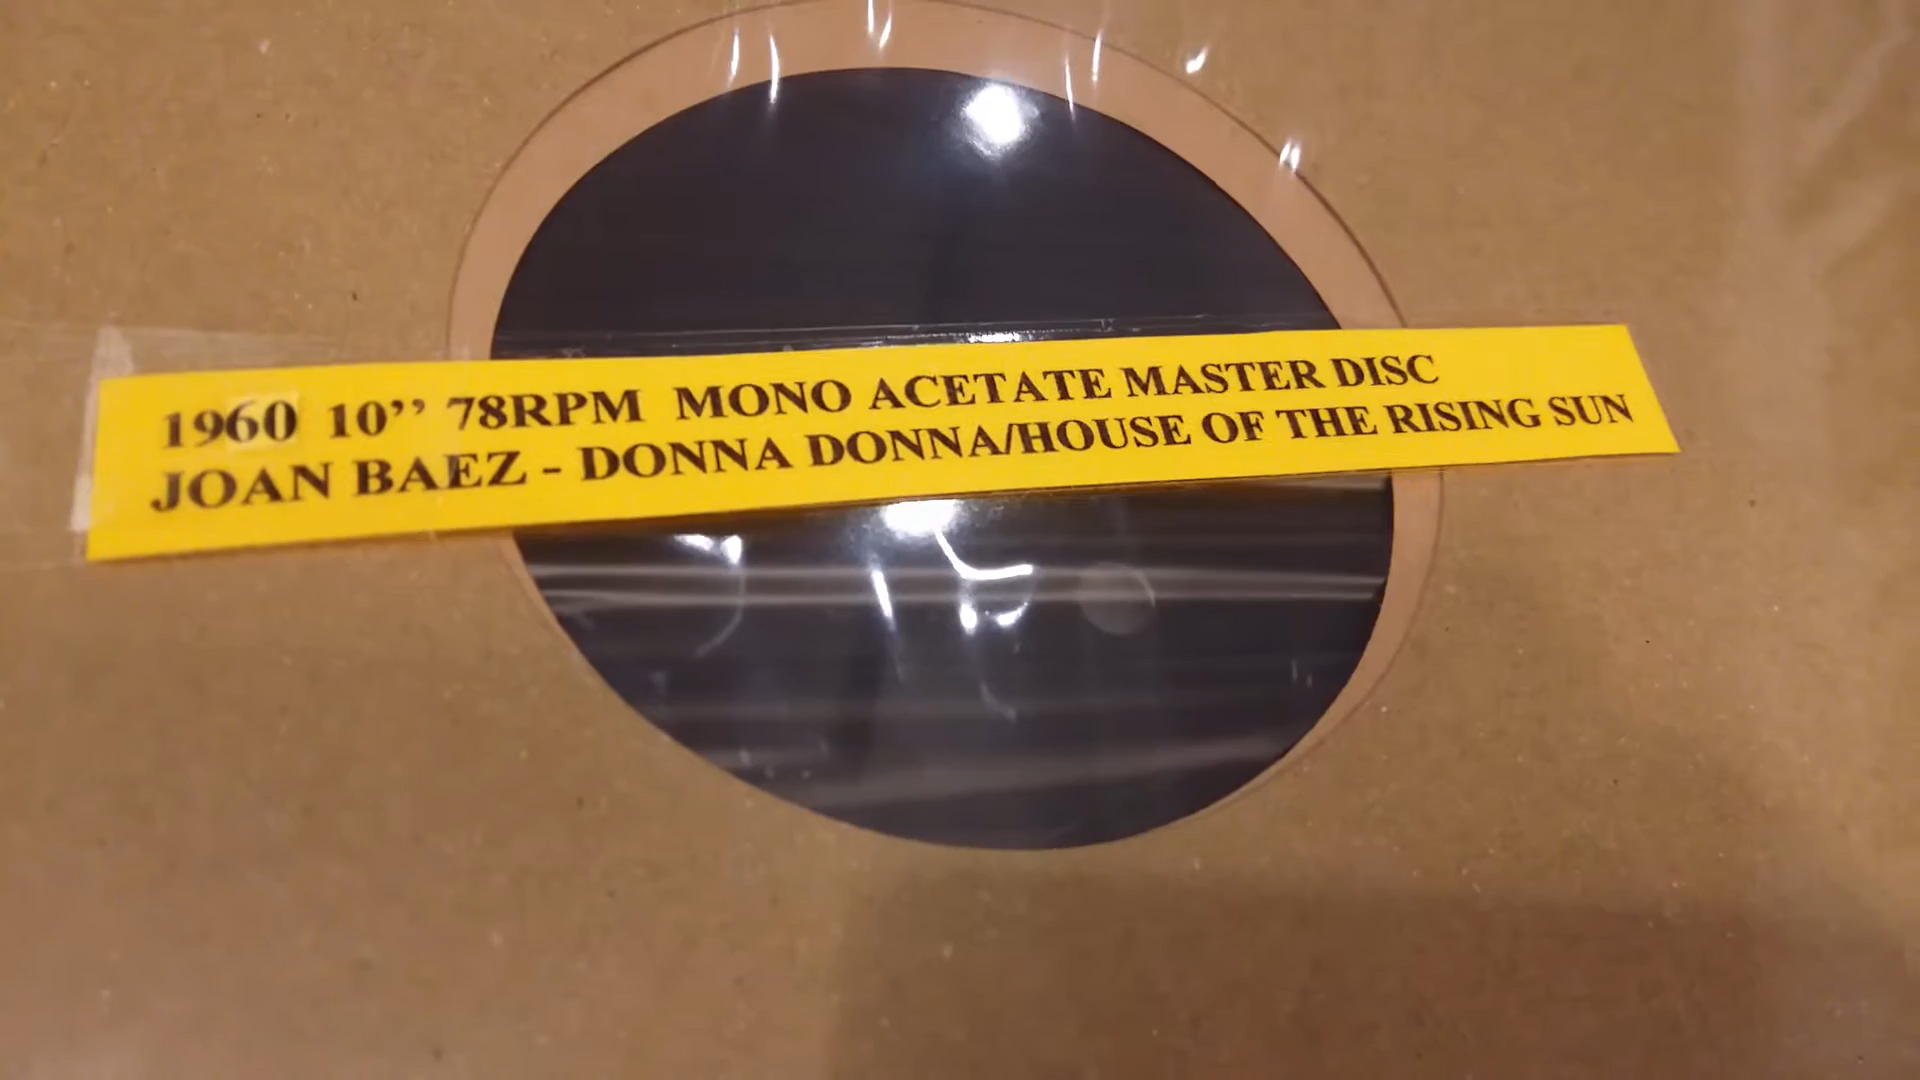 1960 10’’ 78RPM MONO ACETATE MASTER DISC
JOAN BAEZ - DONNA DONNA/HOUSE OF THE RISING SUN